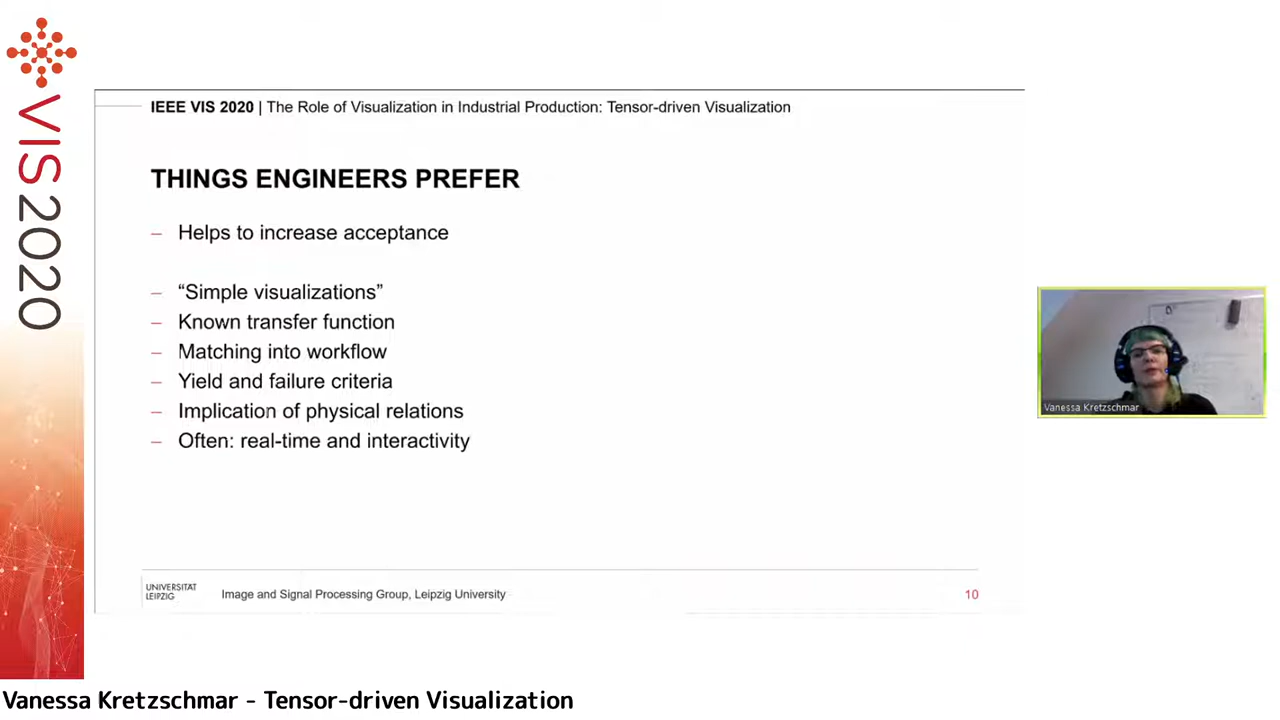 VIS2020
IEEE VIS 2020 | The Role of Visualization in Industrial Production: Tensor-driven Visualization
THINGS ENGINEERS PREFER
– Helps to increase acceptance
– “Simple visualizations”
– Known transfer function
– Matching into workflow
– Yield and failure criteria
– Implication of physical relations
– Often: real-time and interactivity
Vanessa Kretzschmar
UNIVERSITÄT
LEIPZIG
Image and Signal Processing Group, Leipzig University
10
Vanessa Kretzschmar - Tensor-driven Visualization